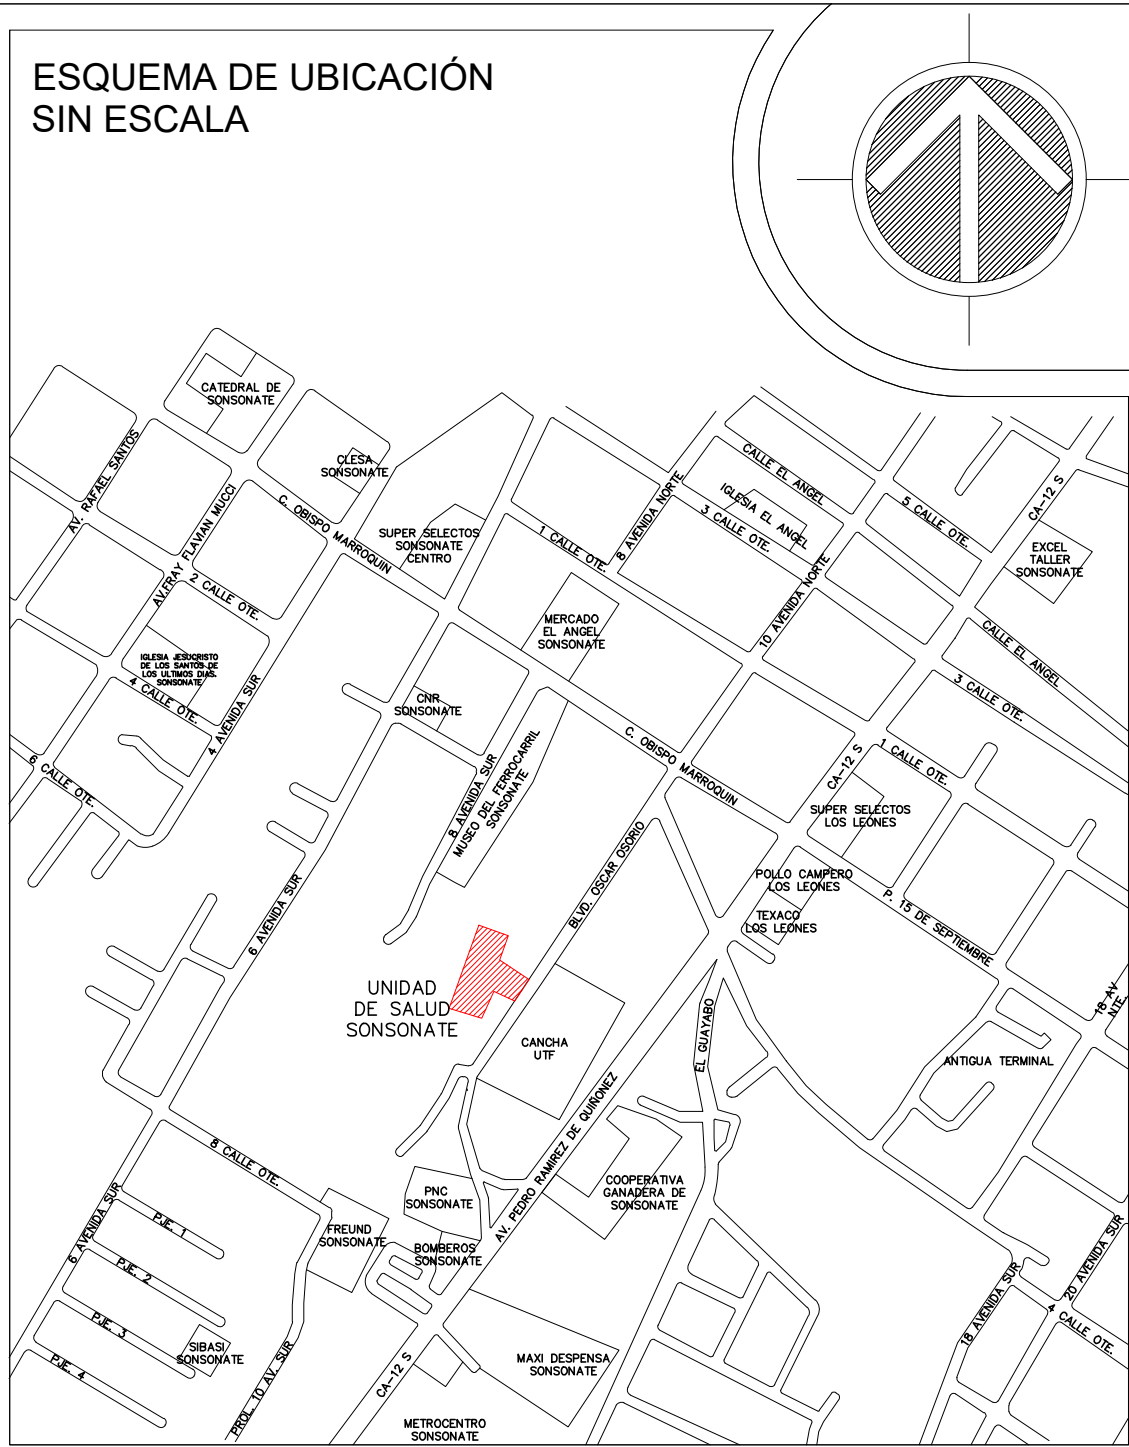 ESQUEMA DE UBICACIÓN
SIN ESCALA
CATEDRAL DE
SONSONATE
AV. RAFAEL SANTOS
CLESA
SONSONATE
AV.FRAY FLAVIAN MUCCI
C. OBISPO MARROQUIN
SUPER SELECTOS
SONSONATE
CENTRO
1 CALLE OTE.
8 AVENIDA NORTE
CALLE EL ANGEL
IGLESIA EL ANGEL
3 CALLE OTE.
5 CALLE OTE.
CA-12 S
EXCEL
TALLER
SONSONATE
10 AVENIDA NORTE
2 CALLE OTE.
MERCADO
EL ANGEL
SONSONATE
CALLE EL ANGEL
IGLESIA JESUCRISTO
DE LOS SANTOS DE
LOS ULTIMOS DIAS.
SONSONATE
4 CALLE OTE.
4 AVENIDA SUR
CNR
SONSONATE
3 CALLE OTE.
6 CALLE OTE.
8 AVENIDA SUR
MUSEO DEL FERROCARRIL
SONSONATE
C. OBISPO MARROQUIN
CA-12 S
1 CALLE OTE.
SUPER SELECTOS
LOS LEONES
BLVD. OSCAR OSORIO
POLLO CAMPERO
LOS LEONES
P. 15 DE SEPTIEMBRE
TEXACO
LOS LEONES
6 AVENIDA SUR
UNIDAD
DE SALUD
SONSONATE
18 AV
NTE.
EL GUAYABO
CANCHA
UTF
ANTIGUA TERMINAL
AV. PEDRO RAMIREZ DE QUIÑONEZ
8 CALLE OTE.
PNC
SONSONATE
COOPERATIVA
GANADERA DE
SONSONATE
6 AVENIDA SUR
PJE. 1
FREUND
SONSONATE
BOMBEROS
SONSONATE
PJE. 2
20 AVENIDA SUR
18 AVENIDA SUR
PJE. 3
4 CALLE OTE.
SIBASI
SONSONATE
PJE. 4
MAXI DESPENSA
SONSONATE
CA-12 S
PROL. 10 AV. SUR
METROCENTRO
SONSONATE